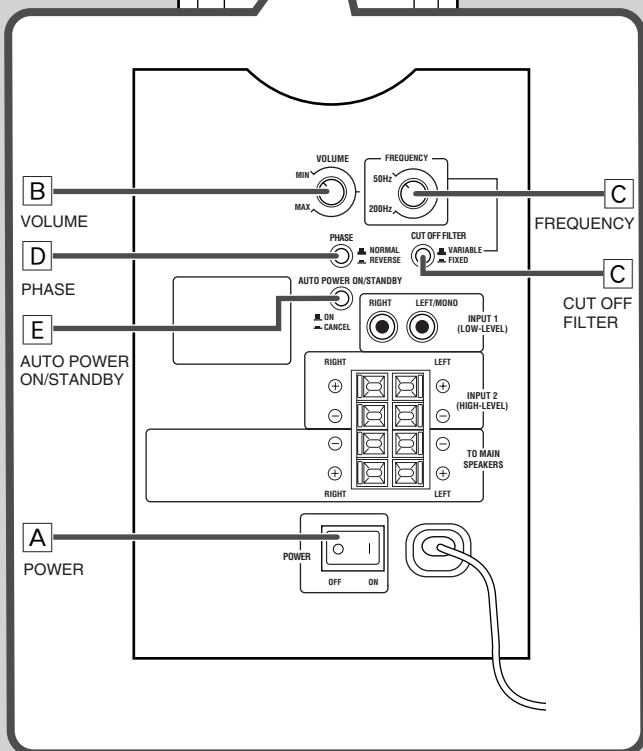 VOLUME
FREQUENCY
MIN
50Hz
MAX
200Hz
B
VOLUME
C
FREQUENCY
PHASE
NORMAL
REVERSE
CUT OFF FILTER
VARIABLE
FIXED
D
PHASE
C
CUT OFF
FILTER
AUTO POWER ON/STANDBY
ON
CANCEL
E
AUTO POWER
ON/STANDBY
RIGHT
LEFT/MONO
INPUT 1
(LOW-LEVEL)
RIGHT
LEFT
+
+
INPUT 2
(HIGH-LEVEL)
−
−
−
−
TO MAIN
SPEAKERS
+
+
RIGHT
LEFT
A
POWER
POWER
OFF
ON